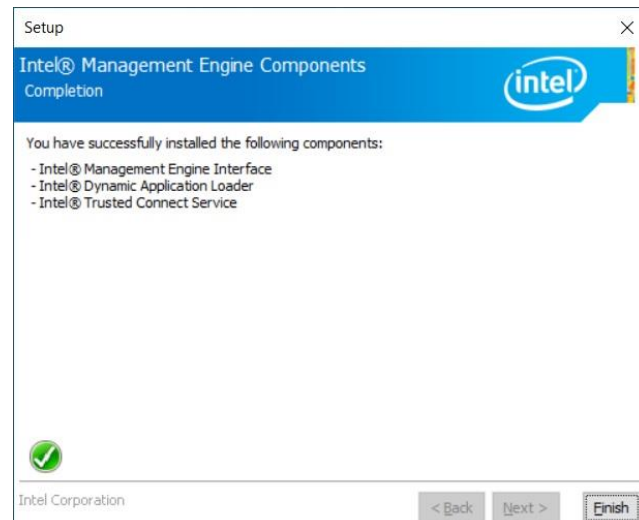 Setup
Intel® Management Engine Components
Completion
intel
You have successfully installed the following components:
- Intel® Management Engine Interface
- Intel® Dynamic Application Loader
- Intel® Trusted Connect Service
Intel Corporation
< Back Next > Finish